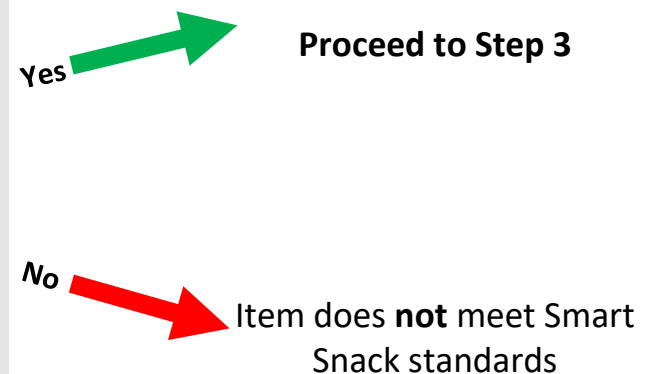 Yes
Proceed to Step 3
No
Item does not meet Smart
Snack standards